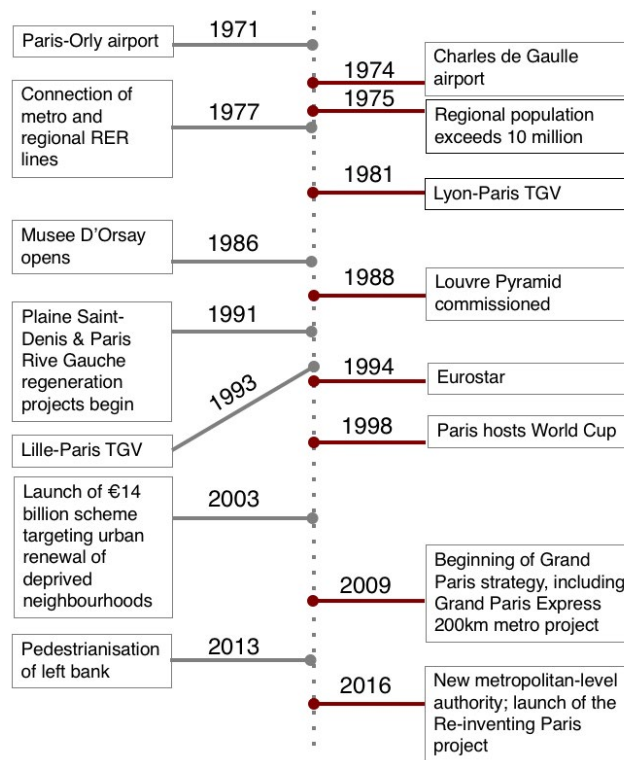 1971
Paris-Orly airport
1974
Charles de Gaulle
airport
1975
Regional population
exceeds 10 million
1977
Connection of
metro and
regional RER
lines
1981
Lyon-Paris TGV
1986
Musee D'Orsay
opens
1988
Louvre Pyramid
commissioned
1991
Plaine Saint-
Denis & Paris
Rive Gauche
regeneration
projects begin
1993
Lille-Paris TGV
1994
Eurostar
1998
Paris hosts World Cup
2003
Launch of €14
billion scheme
targeting urban
renewal of
deprived
neighbourhoods
2009
Beginning of Grand
Paris strategy, including
Grand Paris Express
200km metro project
2013
Pedestrianisation
of left bank
2016
New metropolitan-level
authority; launch of the
Re-inventing Paris
project